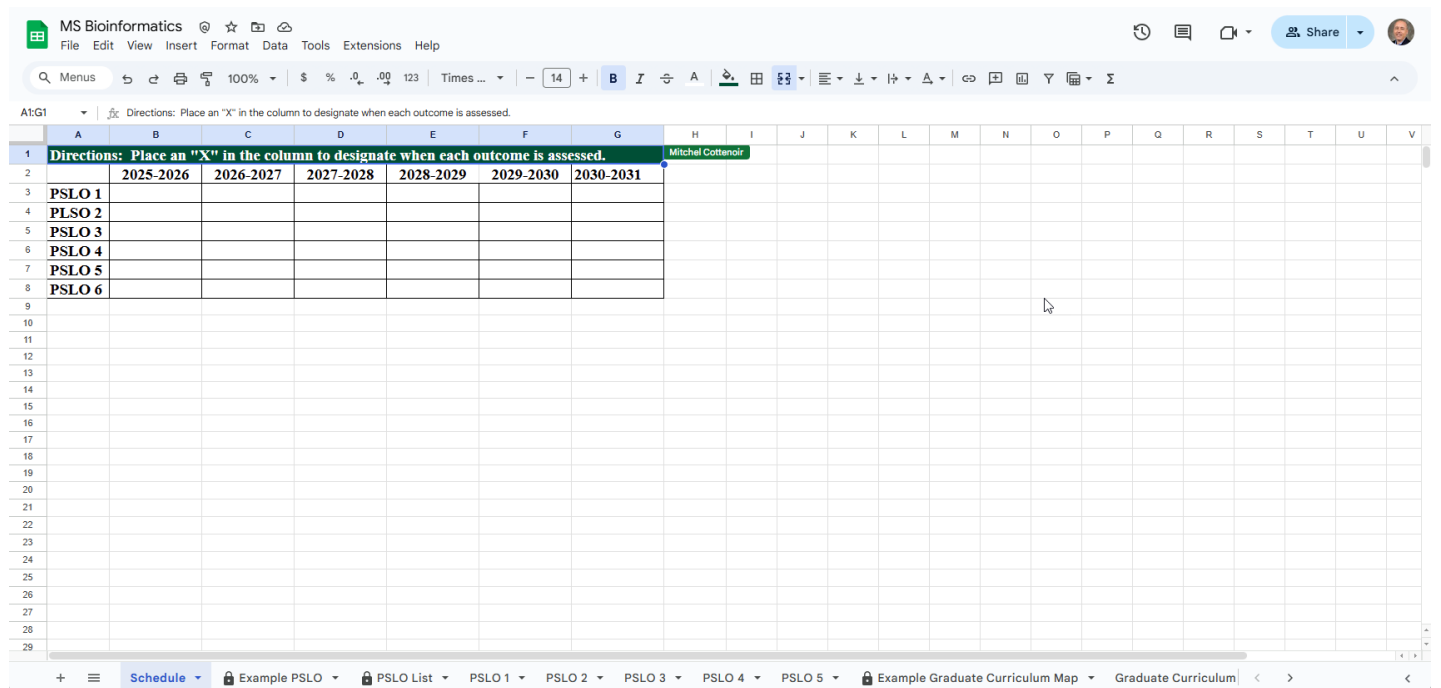 MS Bioinformatics
File Edit View Insert Format Data Tools Extensions Help
Share
Menus 100% $ % .0 .00 123 Times ... − 14 + B I A Σ
A1:G1 fx Directions: Place an "X" in the column to designate when each outcome is assessed.
A B C D E F G H I J K L M N O P Q R S T U V
1 Directions: Place an "X" in the column to designate when each outcome is assessed. Mitchel Cottenoir
2 2025-2026 2026-2027 2027-2028 2028-2029 2029-2030 2030-2031
3 PSLO 1
4 PLSO 2
5 PSLO 3
6 PSLO 4
7 PSLO 5
8 PSLO 6
9
10
11
12
13
14
15
16
17
18
19
20
21
22
23
24
25
26
27
28
29
+ Schedule Example PSLO PSLO List PSLO 1 PSLO 2 PSLO 3 PSLO 4 PSLO 5 Example Graduate Curriculum Map Graduate Curriculum